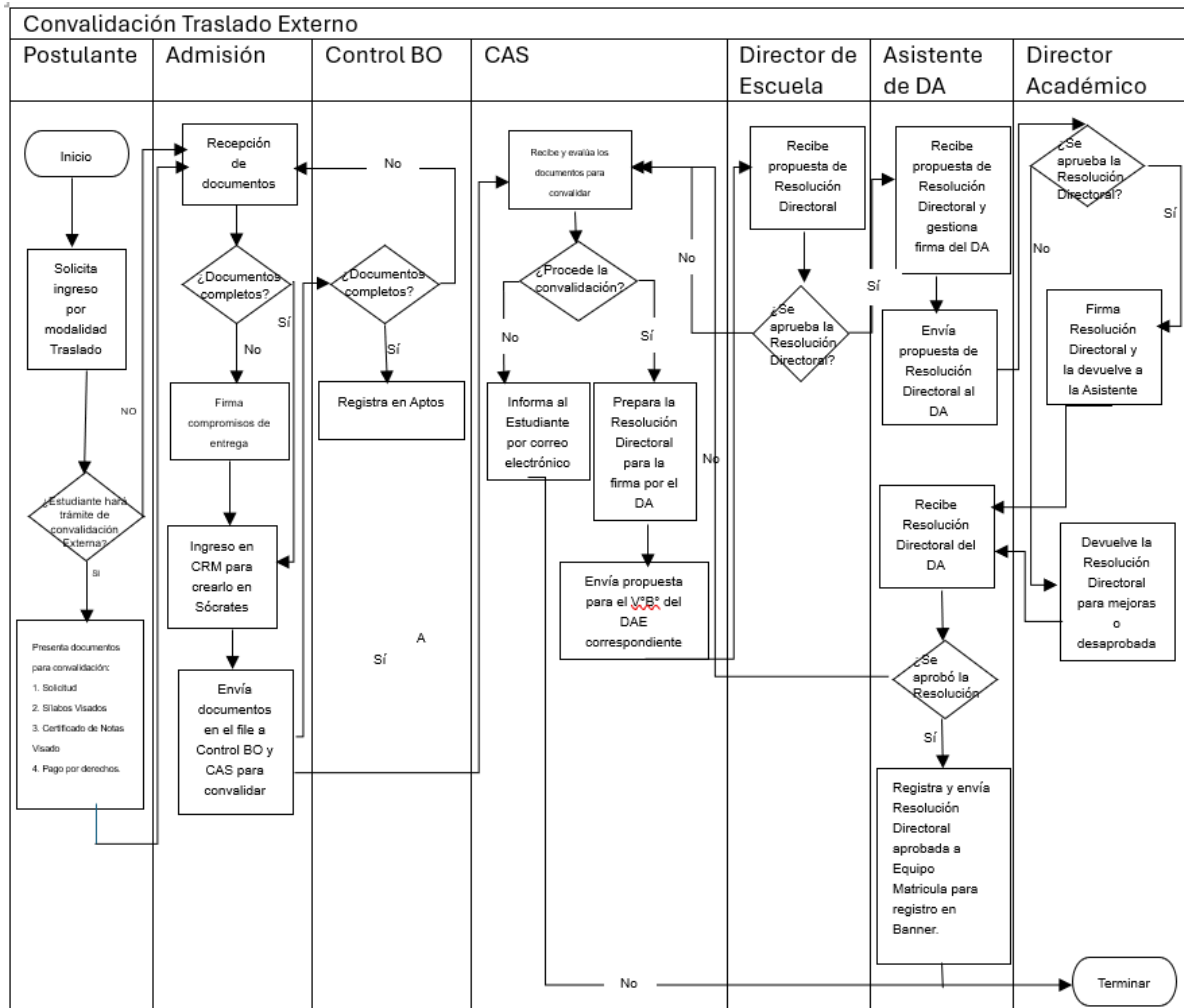 Convalidación Traslado Externo
Postulante
Admisión
Control BO
CAS
Director de
Escuela
Asistente
de DA
Director
Académico
Inicio
Solicita
ingreso
por
modalidad
Traslado
NO
¿Estudiante hará
trámite de
convalidación
Externa?
SI
Presenta documentos
para convalidación:
1. Solicitud
2. Sílabos Visados
3. Certificado de Notas
Visado
4. Pago por derechos.
Recepción
de
documentos
¿Documentos
completos?
Sí
No
Firma
compromisos de
entrega
Ingreso en
CRM para
crearlo en
Sócrates
Envía
documentos
en el file a
Control BO y
CAS para
convalidar
No
¿Documentos
completos?
Sí
Registra en Aptos
Sí
A
Recibe y evalúa los
documentos para
convalidar
¿Procede la
convalidación?
No
Sí
Informa al
Estudiante
por correo
electrónico
Prepara la
Resolución
Directoral
para la
firma por el
DA
No
Envía propuesta
para el V°B° del
DAE
correspondiente
No
Recibe
propuesta de
Resolución
Directoral
No
¿Se
aprueba la
Resolución
Directoral?
Sí
Recibe
propuesta de
Resolución
Directoral y
gestiona
firma del DA
Envía
propuesta de
Resolución
Directoral al
DA
Recibe
Resolución
Directoral del
DA
¿Se
aprobó la
Resolución
Sí
Registra y envía
Resolución
Directoral
aprobada a
Equipo
Matricula para
registro en
Banner.
¿Se
aprueba la
Resolución
Directoral?
Sí
No
Firma
Resolución
Directoral y
la devuelve a
la Asistente
Devuelve la
Resolución
Directoral
para mejoras
o
desaprobada
Terminar